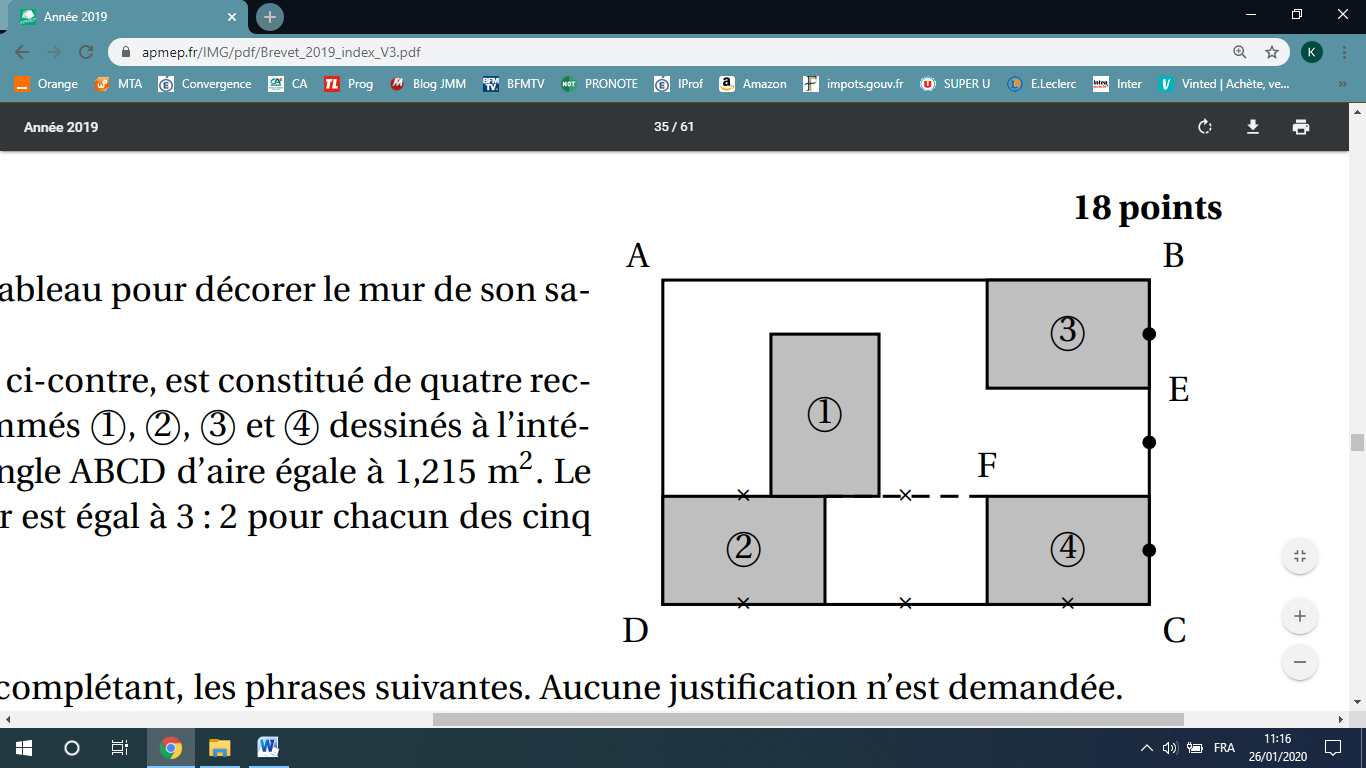 Année 2019
apmep.fr/IMG/pdf/Brevet_2019_index_V3.pdf
K
Orange MTA Convergence CA Prog Blog JMM BFMTV PRONOTE IProf Amazon impots.gouv.fr SUPER U E.Leclerc Inter Vinted | Achète, ve... »
Année 2019 35 / 61
18 points
A B
ableau pour décorer le mur de son sa-
③
ci-contre, est constitué de quatre rec-
E
①
mmés ①, ②, ③ et ④ dessinés à l'inté-
F
ngle ABCD d'aire égale à 1,215 m². Le
r est égal à 3 : 2 pour chacun des cinq
② ④
D C
complétant, les phrases suivantes. Aucune justification n'est demandée.
FRA
11:16
26/01/2020